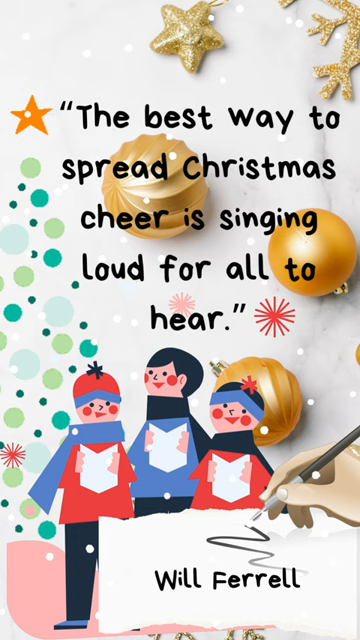 “The best way to
spread Christmas
cheer is singing
loud for all to
hear.”
Will Ferrell